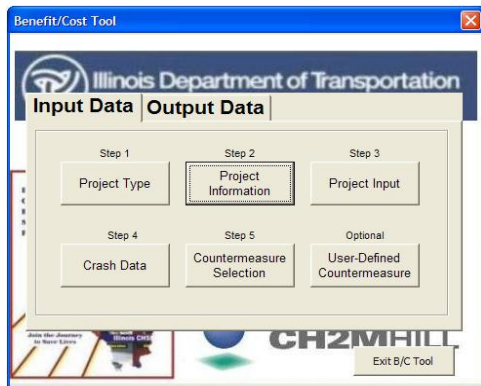 Benefit/Cost Tool
Illinois Department of Transportation
Input Data
Output Data
Step 1
Step 2
Step 3
Project Type
Project
Information
Project Input
Step 4
Step 5
Optional
Crash Data
Countermeasure
Selection
User-Defined
Countermeasure
Join the Journey
to Save Lives
Illinois CHSP
CH2MHILL
Exit B/C Tool